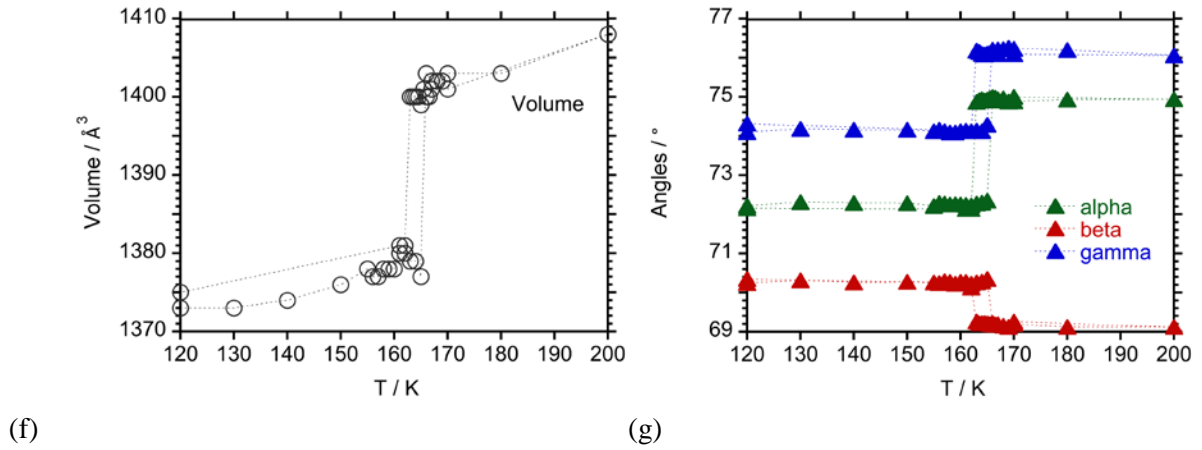 1410
1400
1390
1380
1370
120 130 140 150 160 170 180 190 200
Volume / Å³
T / K
Volume
(f)
77
75
73
71
69
120 130 140 150 160 170 180 190 200
Angles / °
T / K
alpha
beta
gamma
(g)